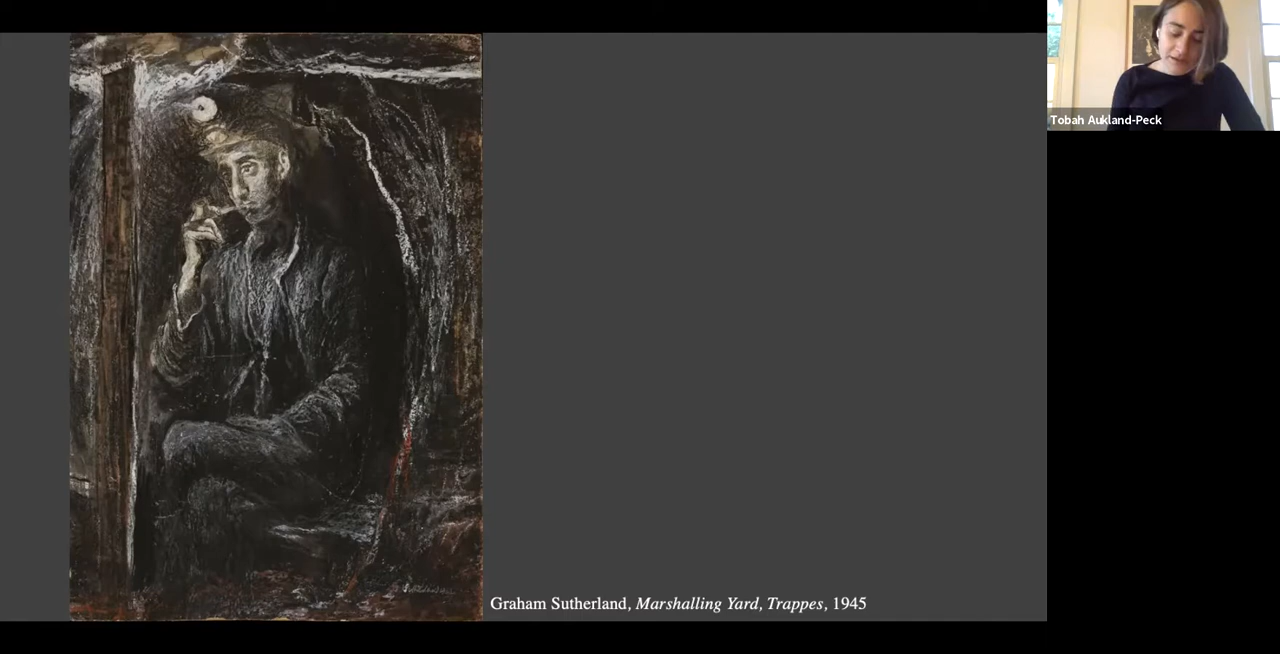 Tobah Aukland-Peck
Graham Sutherland, Marshalling Yard, Trappes, 1945